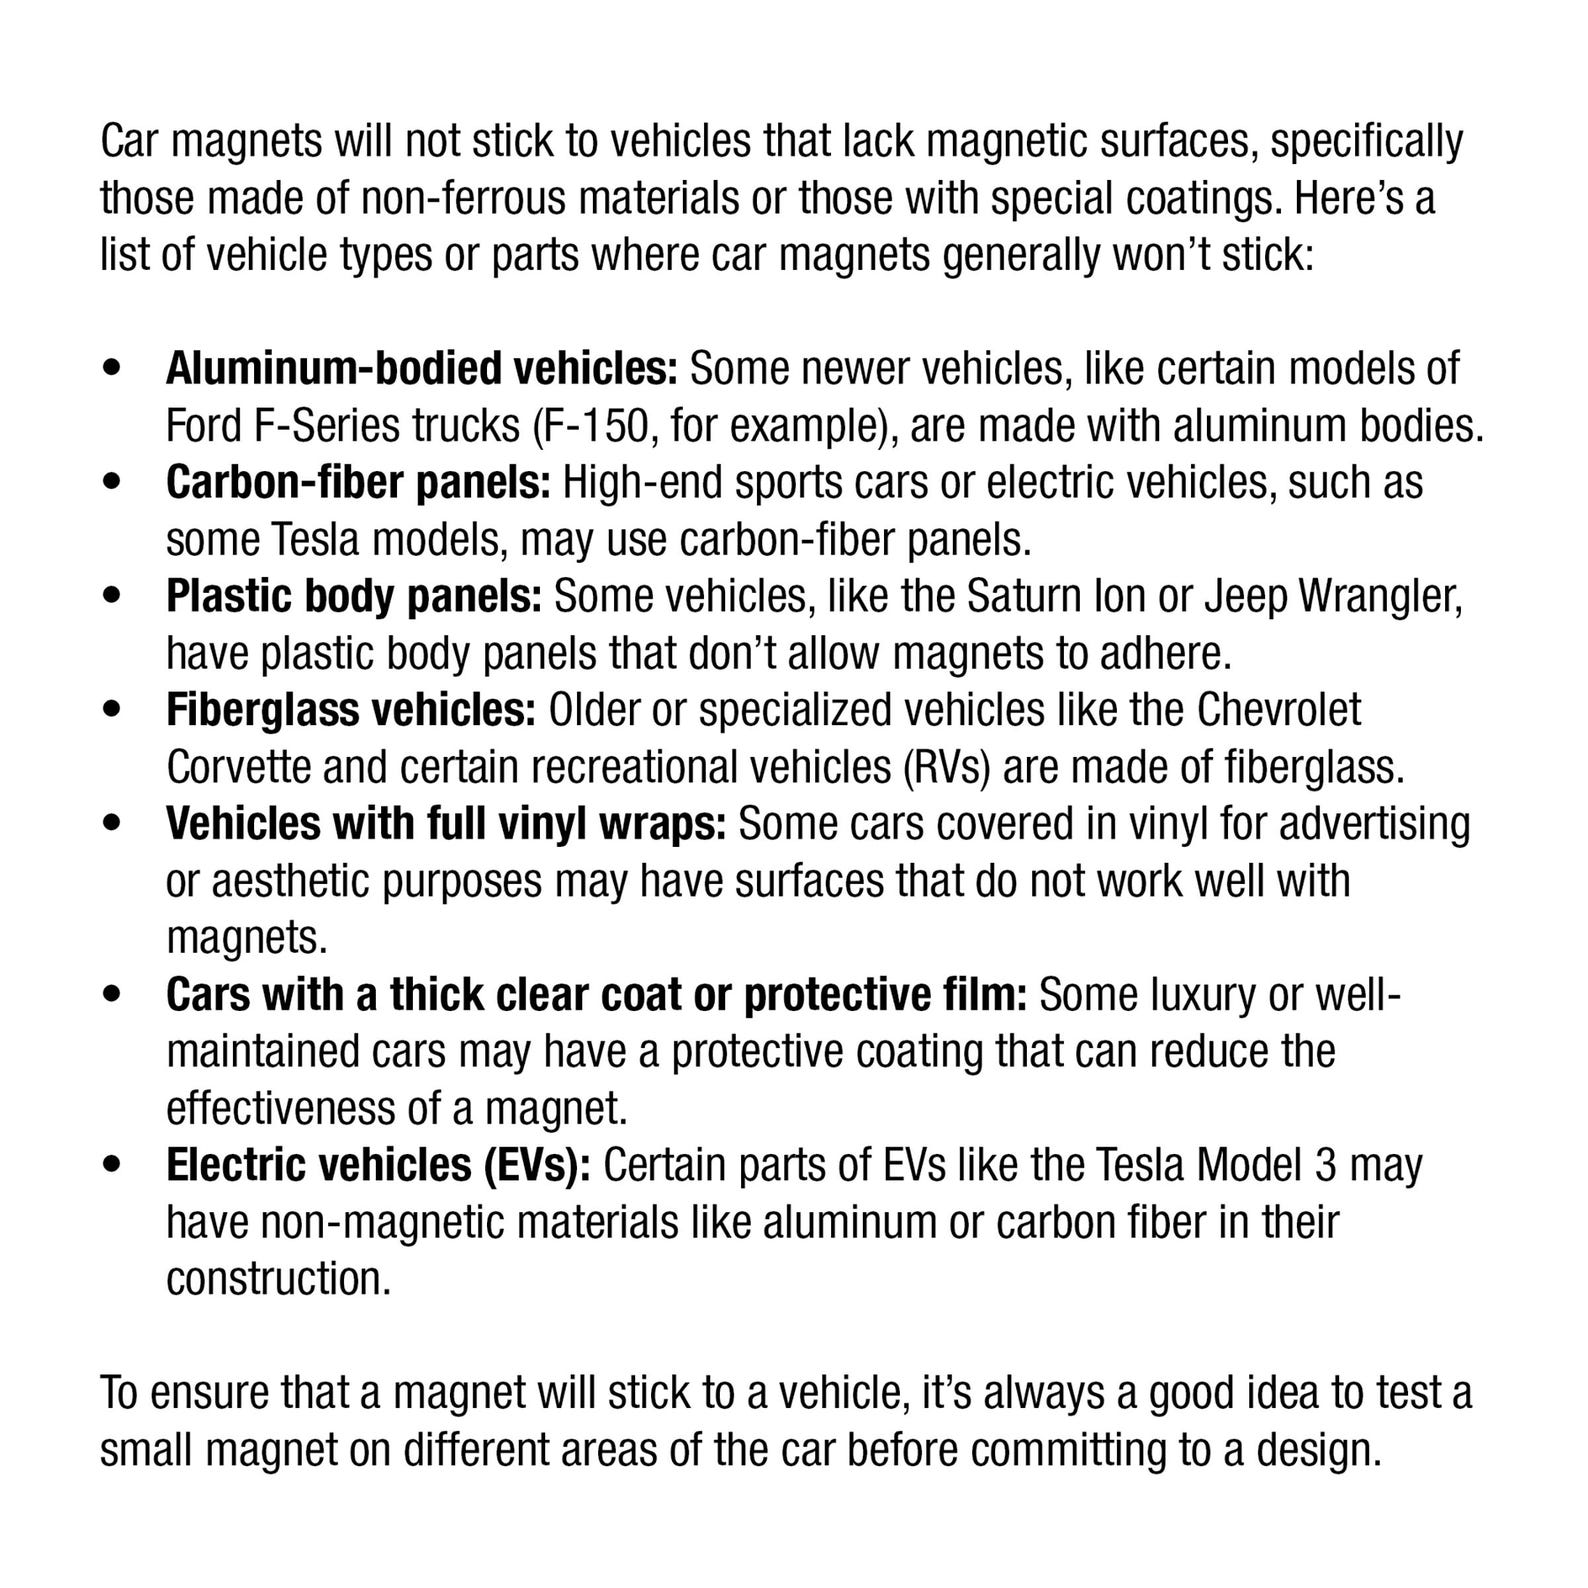 Car magnets will not stick to vehicles that lack magnetic surfaces, specifically
those made of non-ferrous materials or those with special coatings. Here’s a
list of vehicle types or parts where car magnets generally won’t stick:
• Aluminum-bodied vehicles: Some newer vehicles, like certain models of
Ford F-Series trucks (F-150, for example), are made with aluminum bodies.
• Carbon-fiber panels: High-end sports cars or electric vehicles, such as
some Tesla models, may use carbon-fiber panels.
• Plastic body panels: Some vehicles, like the Saturn Ion or Jeep Wrangler,
have plastic body panels that don’t allow magnets to adhere.
• Fiberglass vehicles: Older or specialized vehicles like the Chevrolet
Corvette and certain recreational vehicles (RVs) are made of fiberglass.
• Vehicles with full vinyl wraps: Some cars covered in vinyl for advertising
or aesthetic purposes may have surfaces that do not work well with
magnets.
• Cars with a thick clear coat or protective film: Some luxury or well-
maintained cars may have a protective coating that can reduce the
effectiveness of a magnet.
• Electric vehicles (EVs): Certain parts of EVs like the Tesla Model 3 may
have non-magnetic materials like aluminum or carbon fiber in their
construction.
To ensure that a magnet will stick to a vehicle, it’s always a good idea to test a
small magnet on different areas of the car before committing to a design.